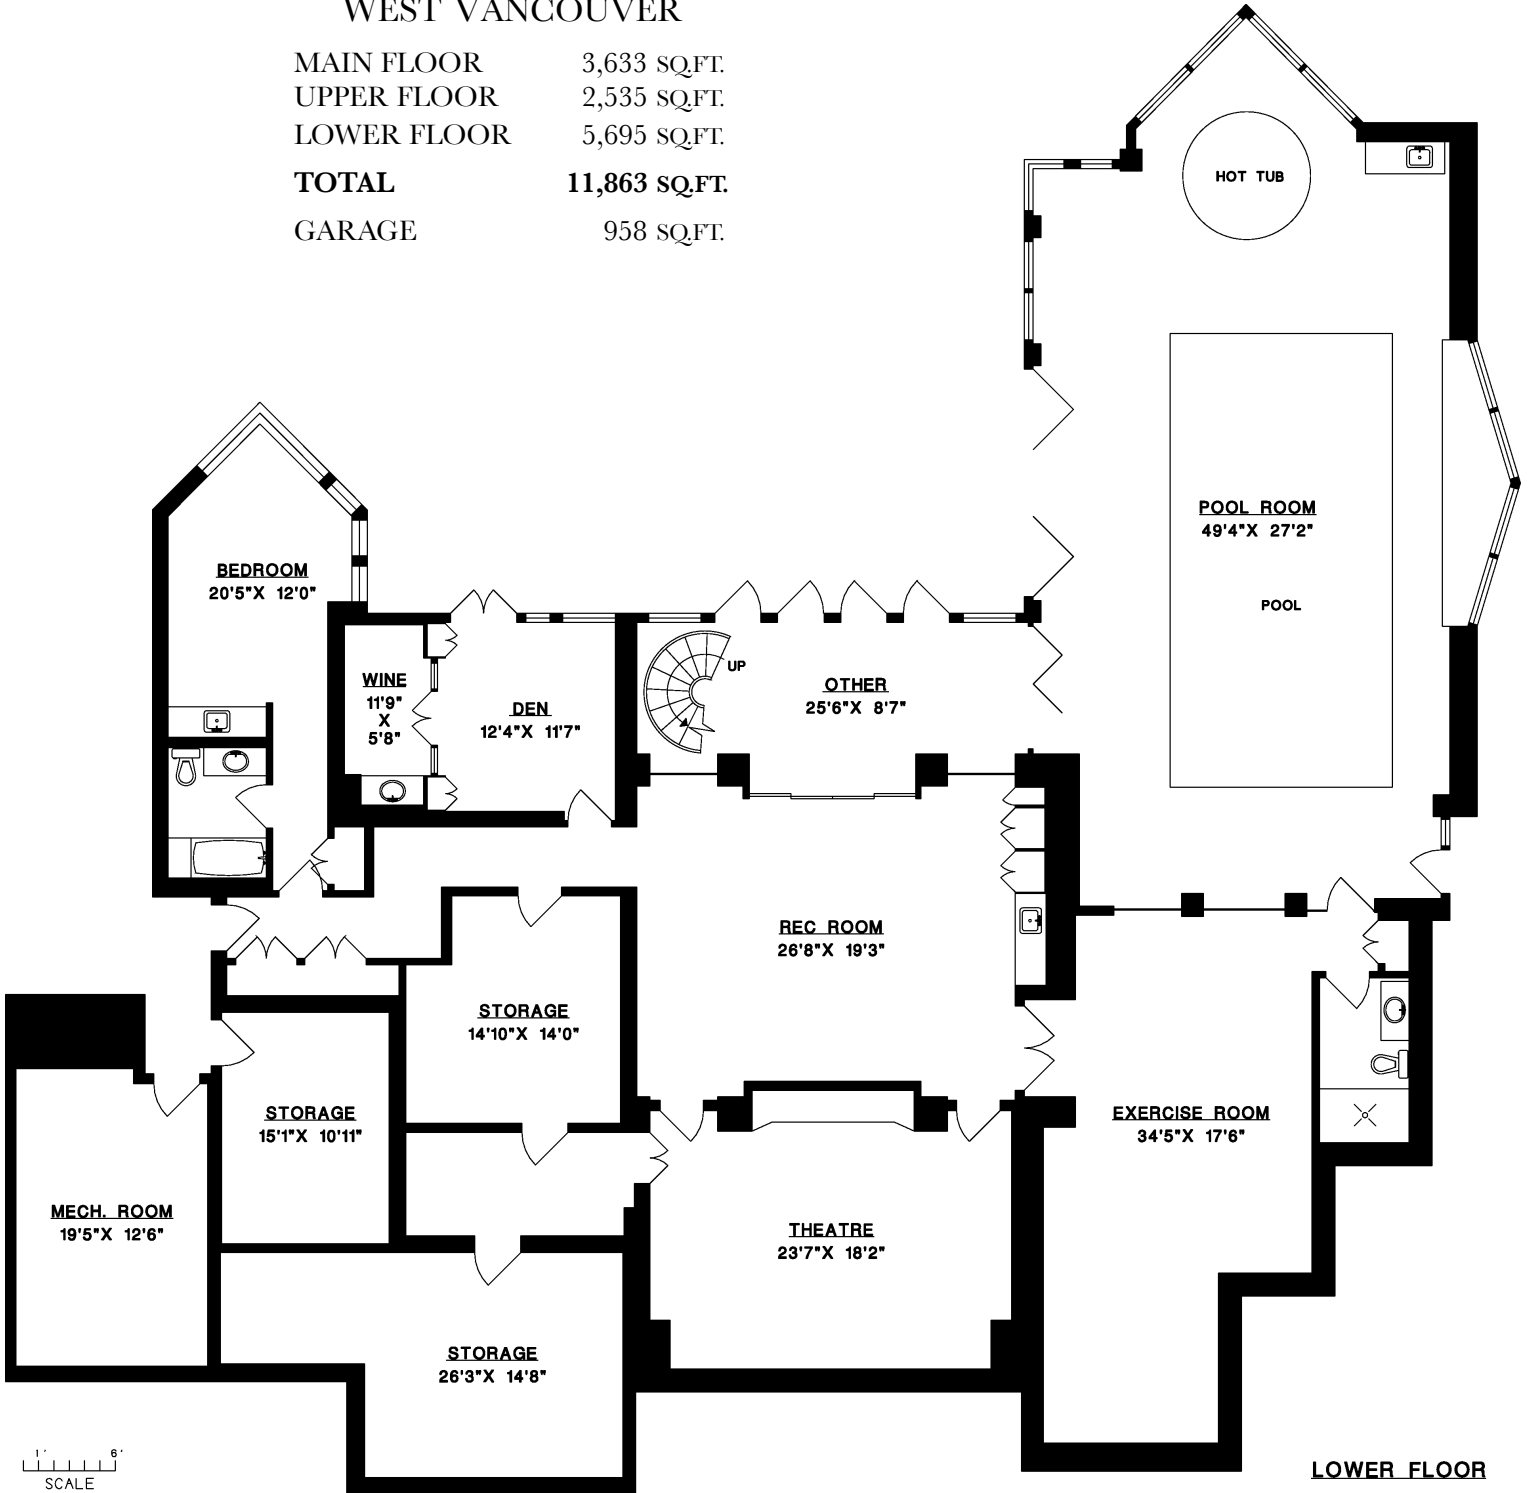 WEST VANCOUVER
MAIN FLOOR 3,633 SQ.FT.
UPPER FLOOR 2,535 SQ.FT.
LOWER FLOOR 5,695 SQ.FT.
TOTAL 11,863 SQ.FT.
GARAGE 958 SQ.FT.
HOT TUB
POOL ROOM
49'4"X 27'2"
POOL
BEDROOM
20'5"X 12'0"
WINE
11'9"
X
5'8"
DEN
12'4"X 11'7"
UP
OTHER
25'6"X 8'7"
REC ROOM
26'8"X 19'3"
STORAGE
14'10"X 14'0"
STORAGE
15'1"X 10'11"
EXERCISE ROOM
34'5"X 17'6"
MECH. ROOM
19'5"X 12'6"
THEATRE
23'7"X 18'2"
STORAGE
26'3"X 14'8"
1' 6'
SCALE
LOWER FLOOR